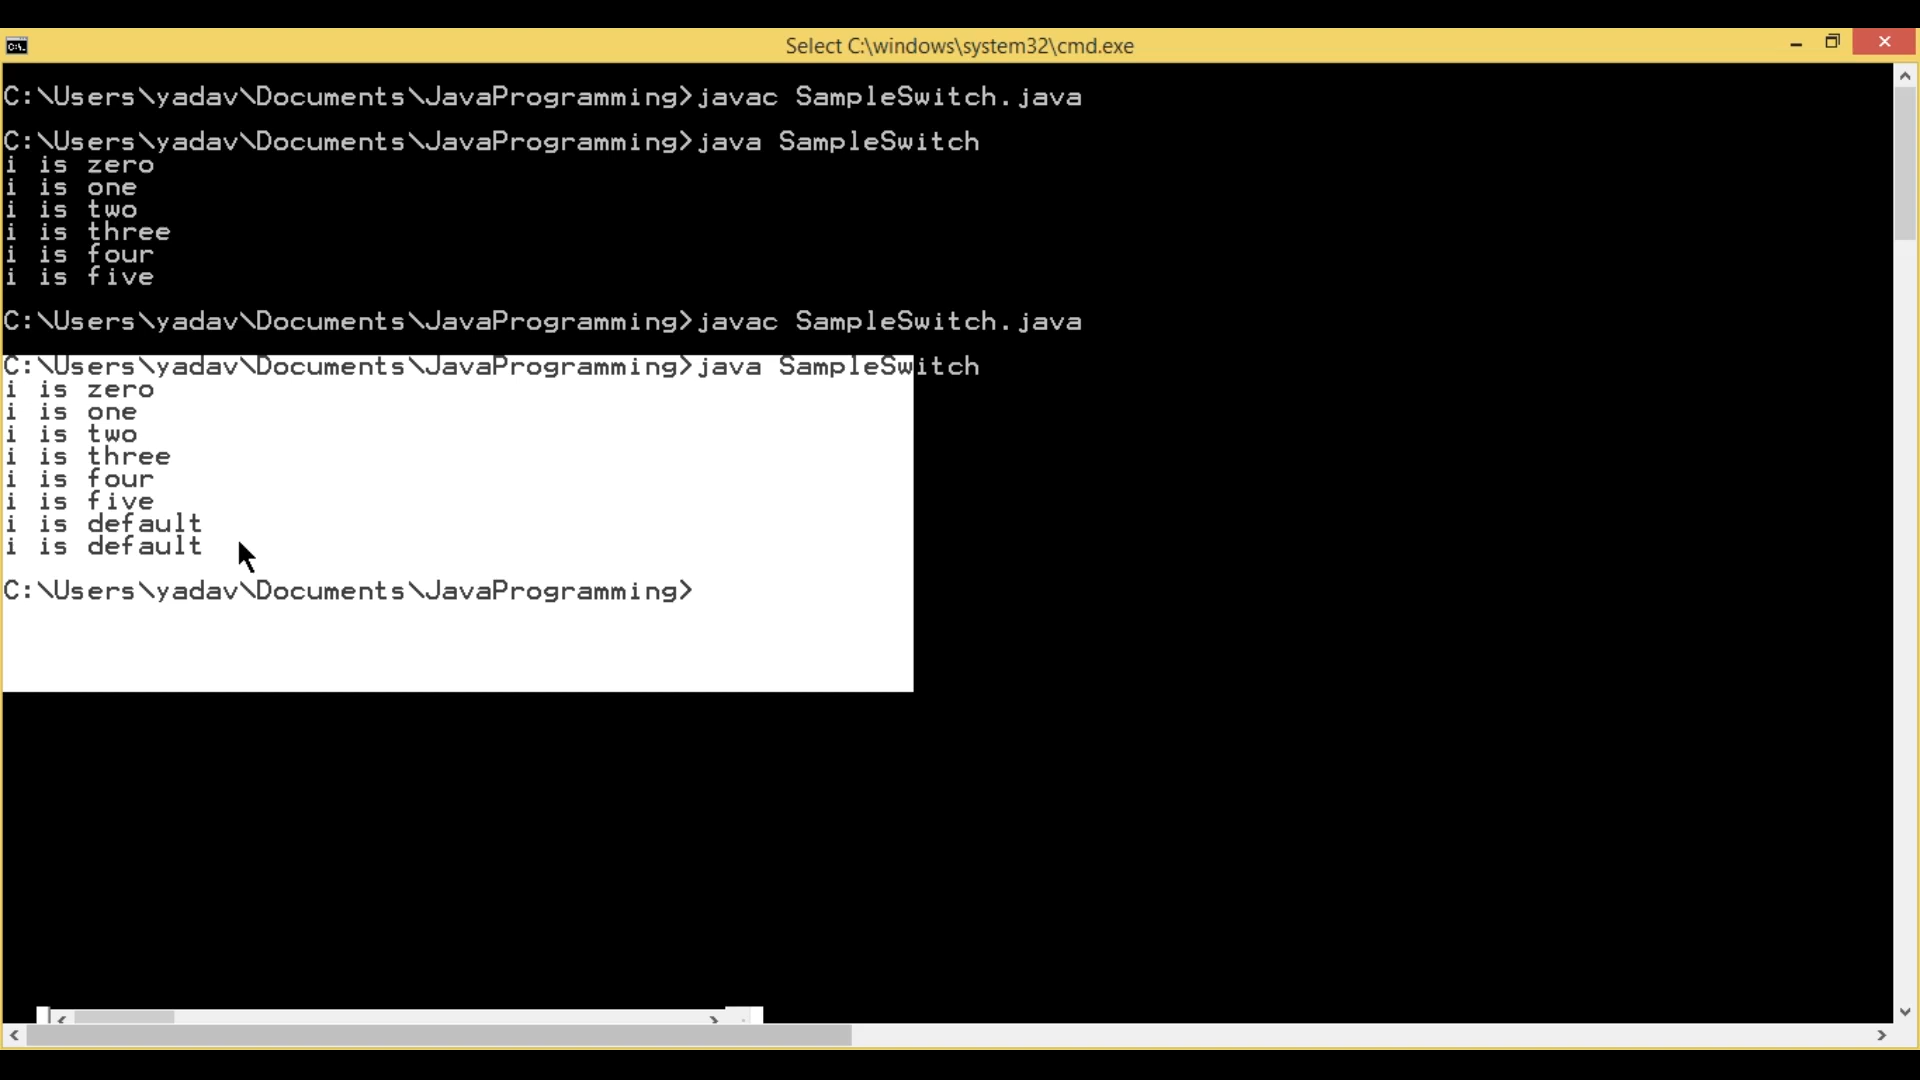 Select C:\windows\system32\cmd.exe
C:\Users\yadav\Documents\JavaProgramming>javac SampleSwitch.java
C:\Users\yadav\Documents\JavaProgramming>java SampleSwitch
i is zero
i is one
i is two
i is three
i is four
i is five
C:\Users\yadav\Documents\JavaProgramming>javac SampleSwitch.java
C:\Users\yadav\Documents\JavaProgramming>java SampleSwitch
i is zero
i is one
i is two
i is three
i is four
i is five
i is default
i is default
C:\Users\yadav\Documents\JavaProgramming>